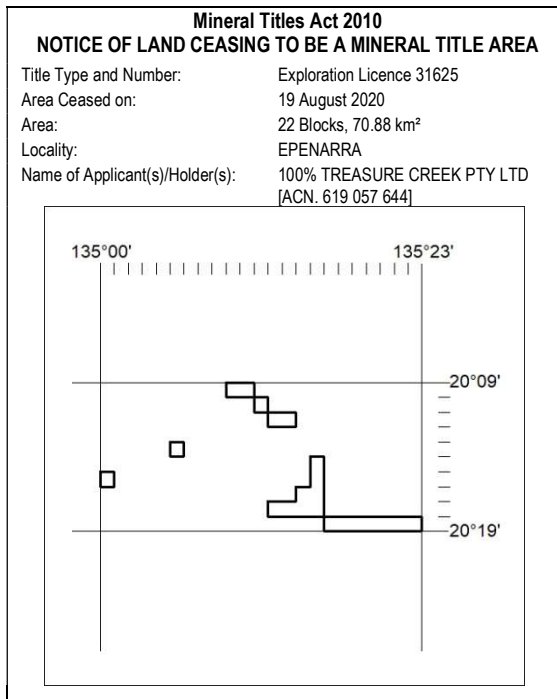 Mineral Titles Act 2010
NOTICE OF LAND CEASING TO BE A MINERAL TITLE AREA
Title Type and Number: Exploration Licence 31625
Area Ceased on: 19 August 2020
Area: 22 Blocks, 70.88 km²
Locality: EPENARRA
Name of Applicant(s)/Holder(s): 100% TREASURE CREEK PTY LTD
[ACN. 619 057 644]
135°00' 135°23'
20°09'
20°19'